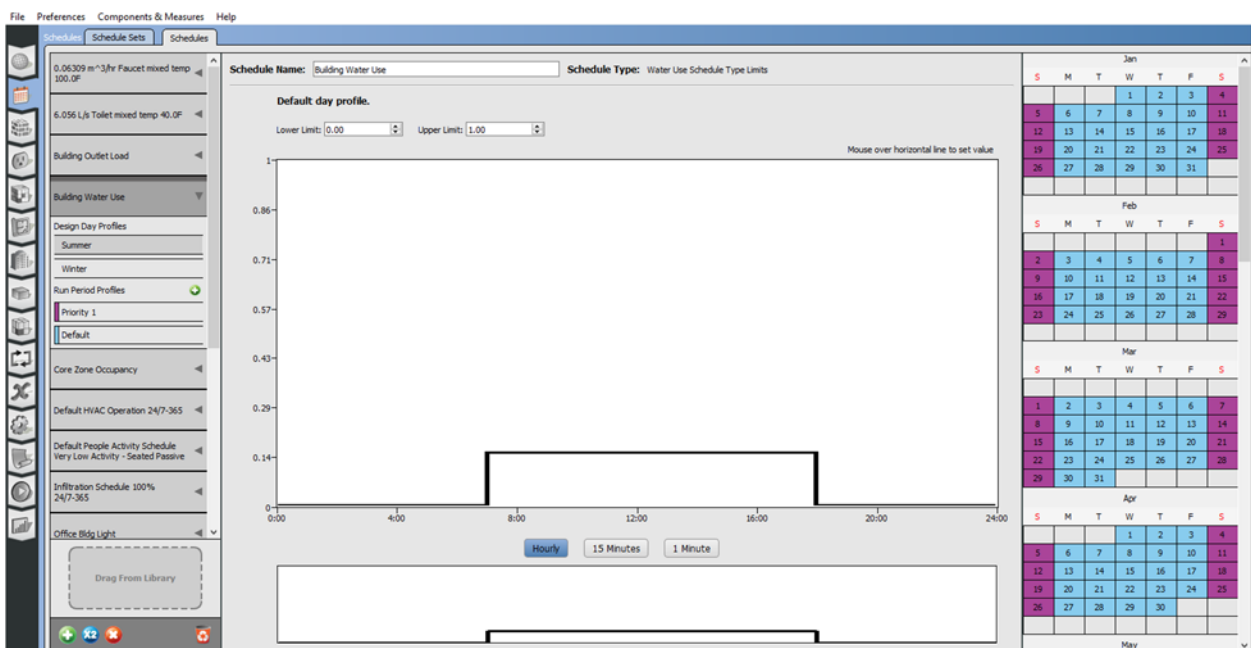 File Preferences Components & Measures Help
Schedules Schedule Sets Schedules
0.06309 m^3/hr Faucet mixed temp
100.0F
6.056 L/s Toilet mixed temp 40.0F
Building Outlet Load
Building Water Use
Design Day Profiles
Summer
Winter
Run Period Profiles
Priority 1
Default
Core Zone Occupancy
Default HVAC Operation 24/7-365
Default People Activity Schedule
Very Low Activity - Seated Passive
Infiltration Schedule 100%
24/7-365
Office Bldg Light
Drag From Library
X2
Schedule Name: Building Water Use Schedule Type: Water Use Schedule Type Limits
Default day profile.
Lower Limit: 0.00 Upper Limit: 1.00
Mouse over horizontal line to set value
1
0.86
0.71
0.57
0.43
0.29
0.14
0
0:00 4:00 8:00 12:00 16:00 20:00 24:00
Hourly 15 Minutes 1 Minute
Jan
S M T W T F S
1 2 3 4
5 6 7 8 9 10 11
12 13 14 15 16 17 18
19 20 21 22 23 24 25
26 27 28 29 30 31
Feb
S M T W T F S
1
2 3 4 5 6 7 8
9 10 11 12 13 14 15
16 17 18 19 20 21 22
23 24 25 26 27 28 29
Mar
S M T W T F S
1 2 3 4 5 6 7
8 9 10 11 12 13 14
15 16 17 18 19 20 21
22 23 24 25 26 27 28
29 30 31
Apr
S M T W T F S
1 2 3 4
5 6 7 8 9 10 11
12 13 14 15 16 17 18
19 20 21 22 23 24 25
26 27 28 29 30
May